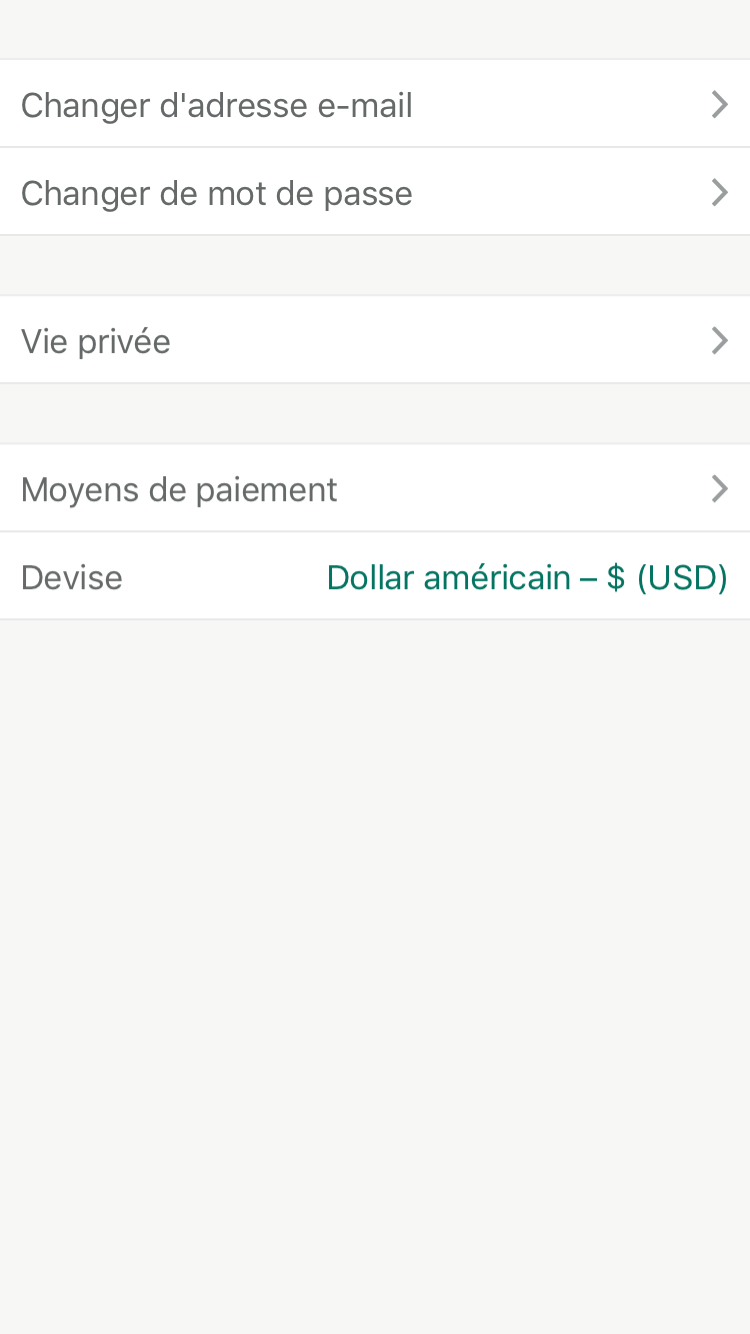 Changer d'adresse e-mail
Changer de mot de passe
Vie privée
Moyens de paiement
Devise Dollar américain – $ (USD)